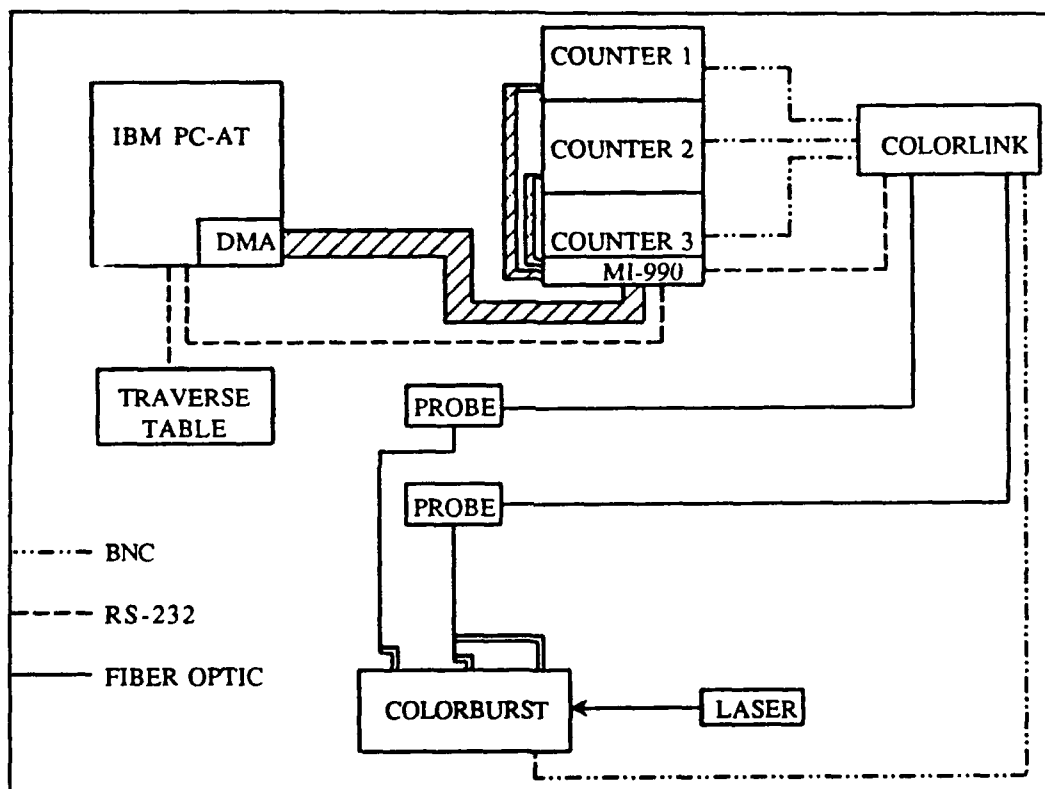 COUNTER 1
IBM PC-AT
COUNTER 2
COLORLINK
DMA
COUNTER 3
MI-990
TRAVERSE
TABLE
PROBE
PROBE
BNC
RS-232
FIBER OPTIC
COLORBURST
LASER